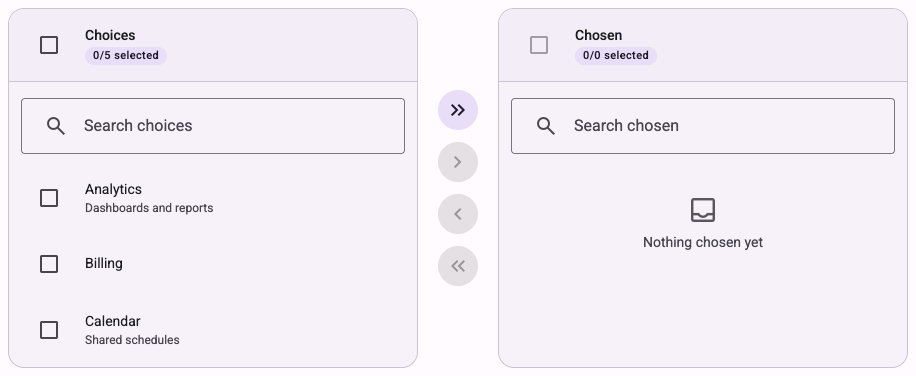 Choices
0/5 selected
Search choices
Analytics
Dashboards and reports
Billing
Calendar
Shared schedules
Chosen
0/0 selected
Search chosen
Nothing chosen yet